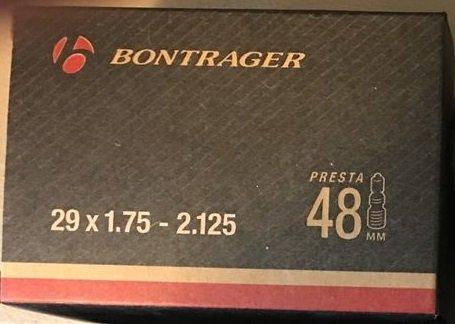 BONTRAGER
PRESTA
48 MM
29 x 1.75 - 2.125